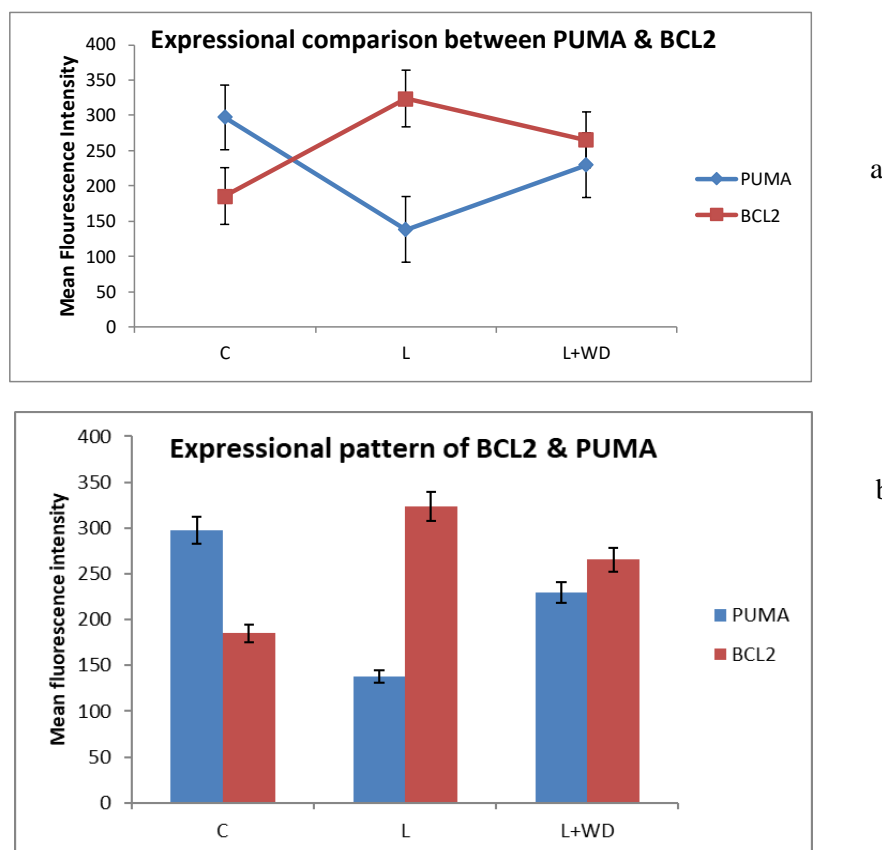 Expressional comparison between PUMA & BCL2
Mean Flourescence Intensity
400
350
300
250
200
150
100
50
0
C L L+WD
PUMA
BCL2
a
Expressional pattern of BCL2 & PUMA
Mean fluorescence intensity
400
350
300
250
200
150
100
50
0
C L L+WD
PUMA
BCL2
b